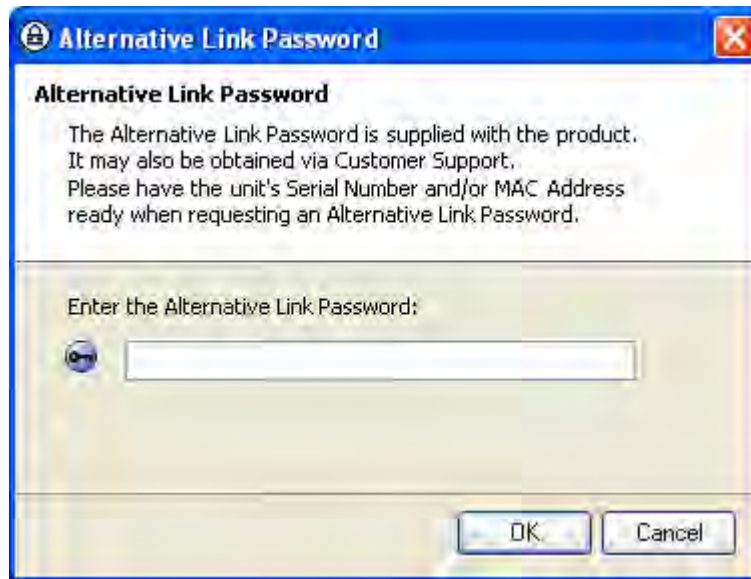 Alternative Link Password
Alternative Link Password
The Alternative Link Password is supplied with the product.
It may also be obtained via Customer Support.
Please have the unit's Serial Number and/or MAC Address
ready when requesting an Alternative Link Password.
Enter the Alternative Link Password:
OK
Cancel